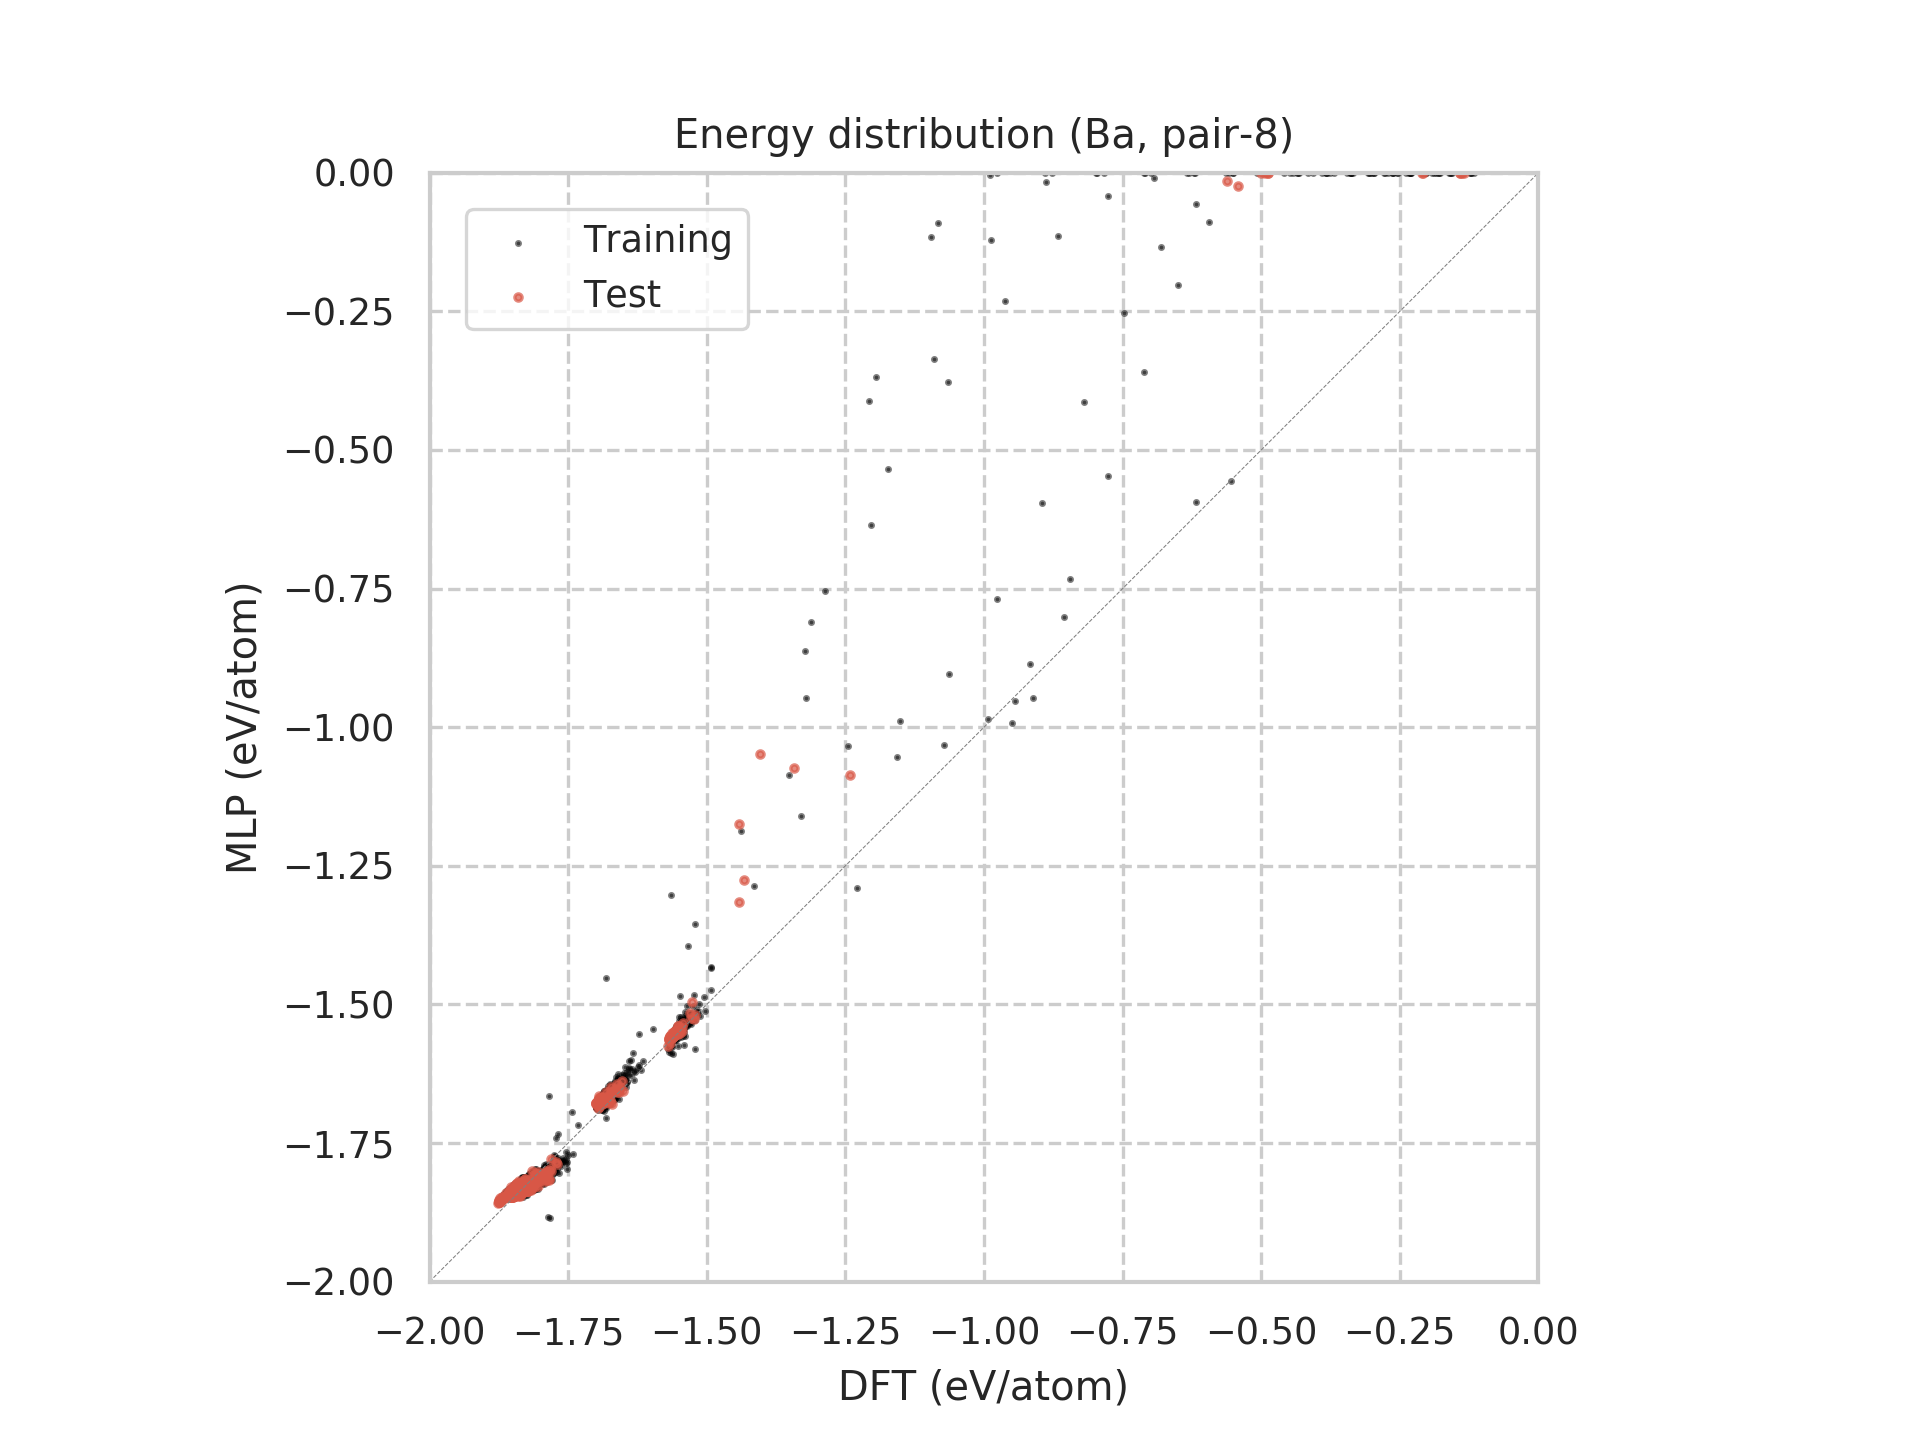 Energy distribution (Ba, pair-8)
0.00
−0.25
−0.50
−0.75
−1.00
−1.25
−1.50
−1.75
−2.00
MLP (eV/atom)
Training
Test
−2.00 −1.75 −1.50 −1.25 −1.00 −0.75 −0.50 −0.25 0.00
DFT (eV/atom)